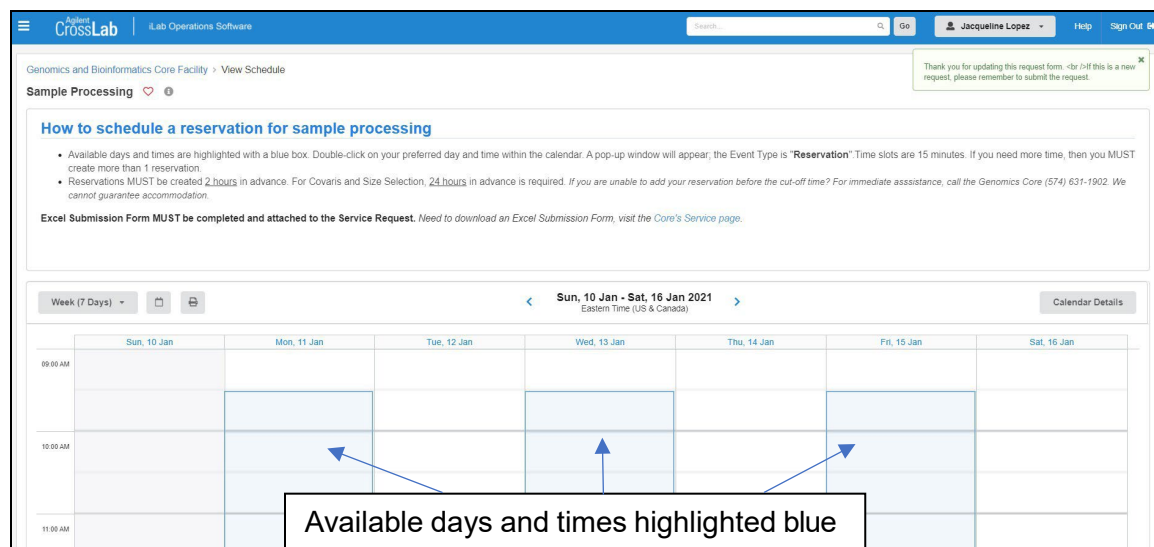 Agilent
CrossLab
iLab Operations Software
Search...
Go
Jacqueline Lopez
Help
Sign Out
Genomics and Bioinformatics Core Facility › View Schedule
Thank you for updating this request form. <br />If this is a new
request, please remember to submit the request.
Sample Processing
How to schedule a reservation for sample processing
• Available days and times are highlighted with a blue box. Double-click on your preferred day and time within the calendar. A pop-up window will appear; the Event Type is "Reservation".Time slots are 15 minutes. If you need more time, then you MUST
create more than 1 reservation.
• Reservations MUST be created 2 hours in advance. For Covaris and Size Selection, 24 hours in advance is required. If you are unable to add your reservation before the cut-off time? For immediate asssistance, call the Genomics Core (574) 631-1902. We
cannot guarantee accommodation.
Excel Submission Form MUST be completed and attached to the Service Request. Need to download an Excel Submission Form, visit the Core's Service page.
Week (7 Days)
Sun, 10 Jan - Sat, 16 Jan 2021
Eastern Time (US & Canada)
Calendar Details
Sun, 10 Jan
Mon, 11 Jan
Tue, 12 Jan
Wed, 13 Jan
Thu, 14 Jan
Fri, 15 Jan
Sat, 16 Jan
09:00 AM
10:00 AM
11:00 AM
Available days and times highlighted blue